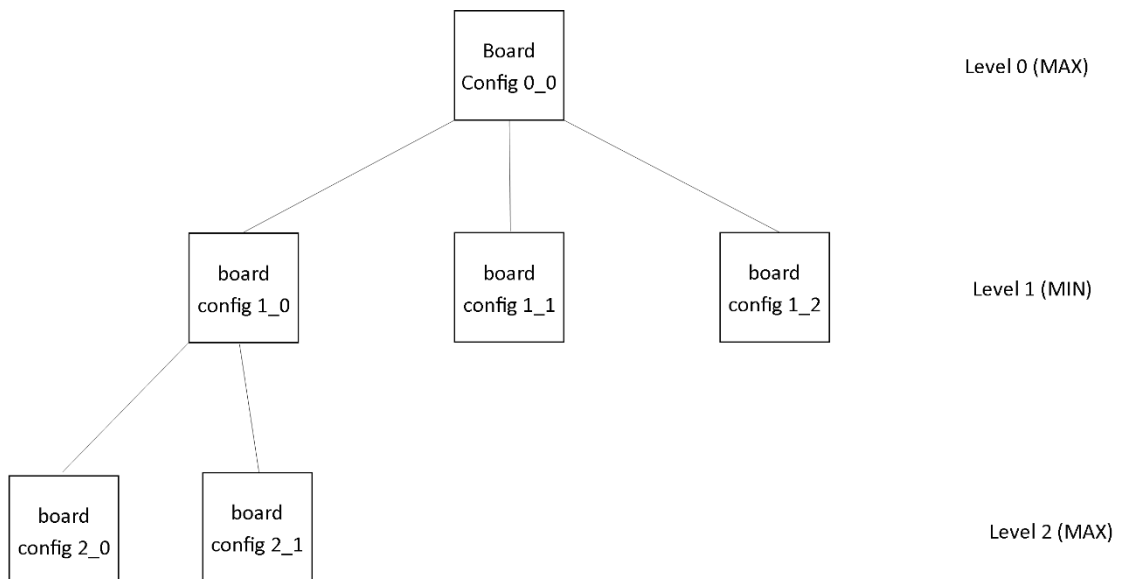 Board
Config 0_0
Level 0 (MAX)
board
config 1_0
board
config 1_1
board
config 1_2
Level 1 (MIN)
board
config 2_0
board
config 2_1
Level 2 (MAX)